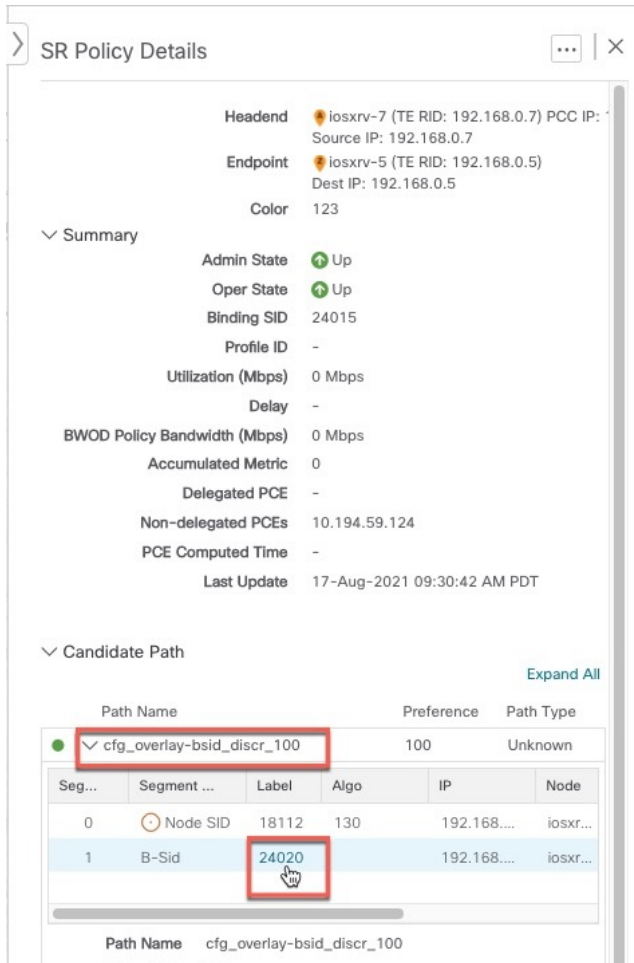 SR Policy Details
Headend iosxrv-7 (TE RID: 192.168.0.7) PCC IP:
Source IP: 192.168.0.7
Endpoint iosxrv-5 (TE RID: 192.168.0.5)
Dest IP: 192.168.0.5
Color 123
Summary
Admin State Up
Oper State Up
Binding SID 24015
Profile ID -
Utilization (Mbps) 0 Mbps
Delay -
BWOD Policy Bandwidth (Mbps) 0 Mbps
Accumulated Metric 0
Delegated PCE -
Non-delegated PCEs 10.194.59.124
PCE Computed Time -
Last Update 17-Aug-2021 09:30:42 AM PDT
Candidate Path
Expand All
Path Name Preference Path Type
cfg_overlay-bsid_discr_100 100 Unknown
Seg... Segment ... Label Algo IP Node
0 Node SID 18112 130 192.168.... iosxr...
1 B-Sid 24020 192.168.... iosxr...
Path Name cfg_overlay-bsid_discr_100